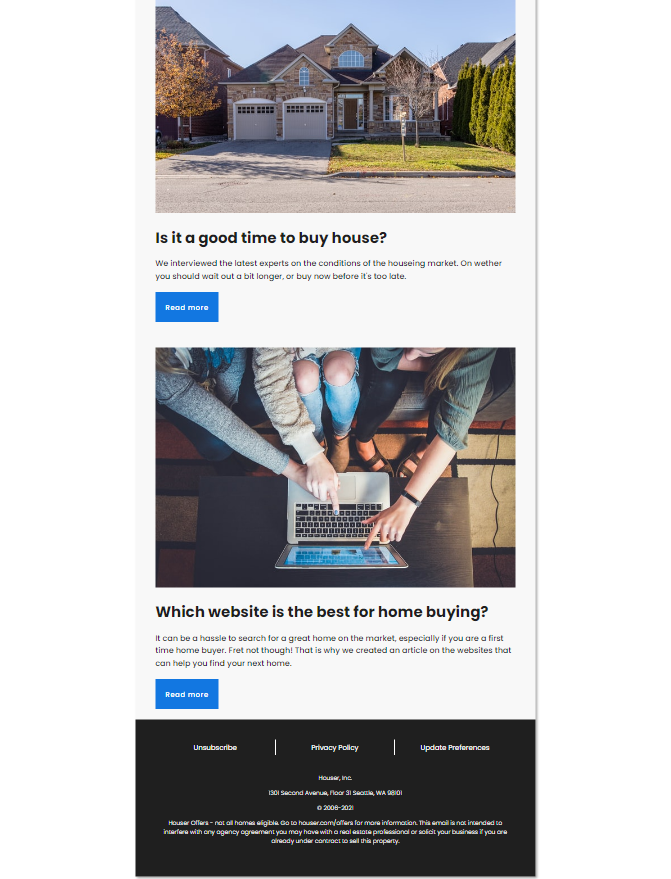 Is it a good time to buy house?
We interviewed the latest experts on the conditions of the houseing market. On wether
you should wait out a bit longer, or buy now before it's too late.
Read more
Which website is the best for home buying?
It can be a hassle to search for a great home on the market, especially if you are a first
time home buyer. Fret not though! That is why we created an article on the websites that
can help you find your next home.
Read more
Unsubscribe
Privacy Policy
Update Preferences
Houser, Inc.
1301 Second Avenue, Floor 31 Seattle, WA 98101
© 2006-2021
Houser Offers - not all homes eligible. Go to houser.com/offers for more information. This email is not intended to
interfere with any agency agreement you may have with a real estate professional or solicit your business if you are
already under contract to sell this property.